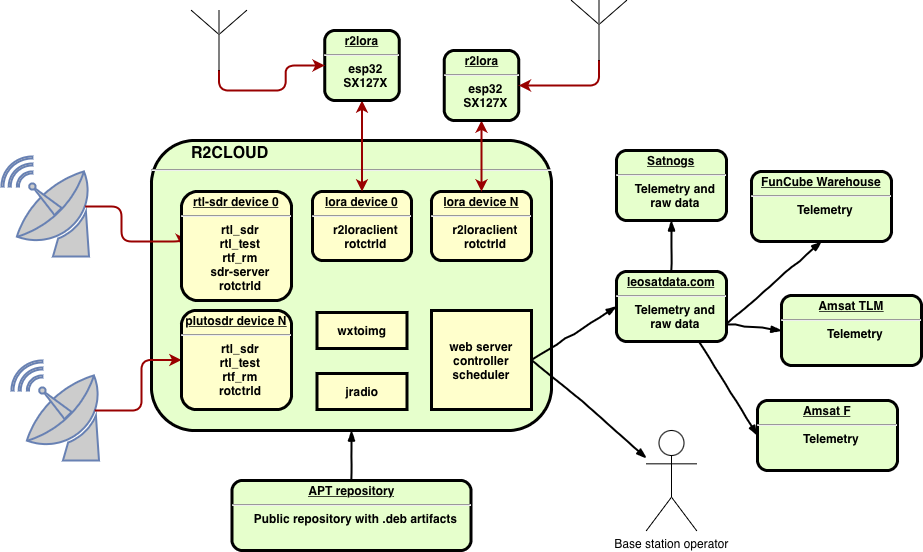 r2lora
esp32
SX127X
r2lora
esp32
SX127X
R2CLOUD
rtl-sdr device 0
rtl_sdr
rtl_test
rtf_rm
sdr-server
rotctrld
lora device 0
r2loraclient
rotctrld
lora device N
r2loraclient
rotctrld
plutosdr device N
rtl_sdr
rtl_test
rtf_rm
rotctrld
wxtoimg
jradio
web server
controller
scheduler
Satnogs
Telemetry and
raw data
FunCube Warehouse
Telemetry
leosatdata.com
Telemetry and
raw data
Amsat TLM
Telemetry
Amsat F
Telemetry
APT repository
Public repository with .deb artifacts
Base station operator